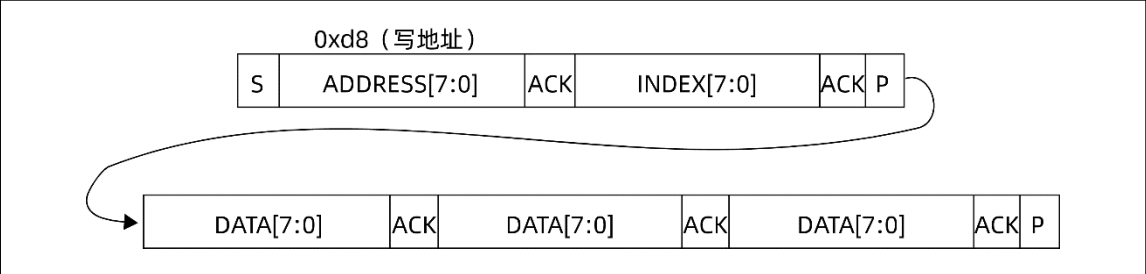 0xd8（写地址）
S ADDRESS[7:0] ACK INDEX[7:0] ACK P
DATA[7:0] ACK DATA[7:0] ACK DATA[7:0] ACK P